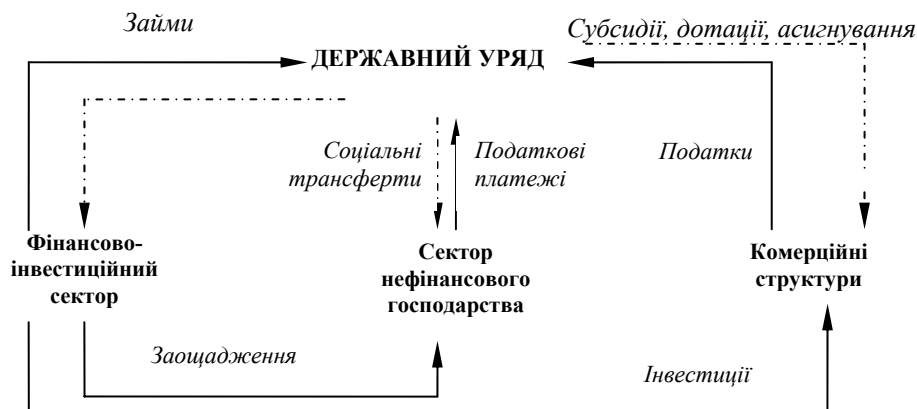 Займи
Субсидії, дотації, асигнування
ДЕРЖАВНИЙ УРЯД
Соціальні
трансферти
Податкові
платежі
Податки
Фінансово-
інвестиційний
сектор
Сектор
нефінансового
господарства
Комерційні
структури
Заощадження
Інвестиції